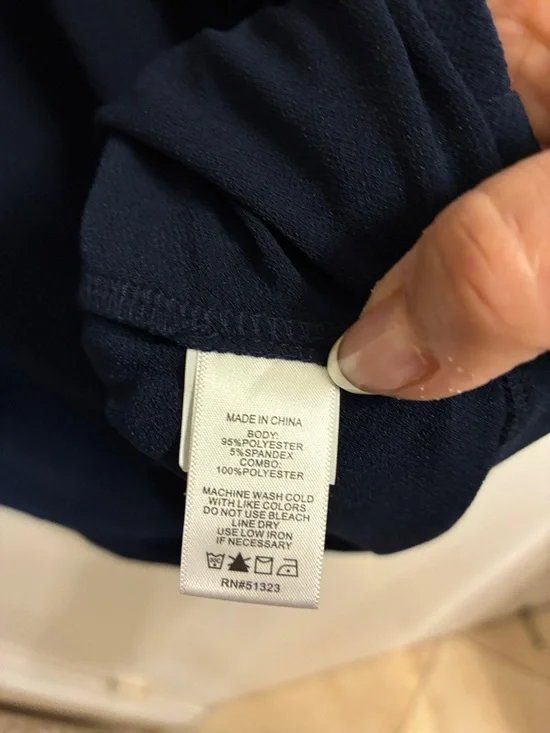 MADE IN CHINA
BODY:
95%POLYESTER
5%SPANDEX
COMBO:
100%POLYESTER
MACHINE WASH COLD
WITH LIKE COLORS
DO NOT USE BLEACH
LINE DRY
USE LOW IRON
IF NECESSARY
RN#51323